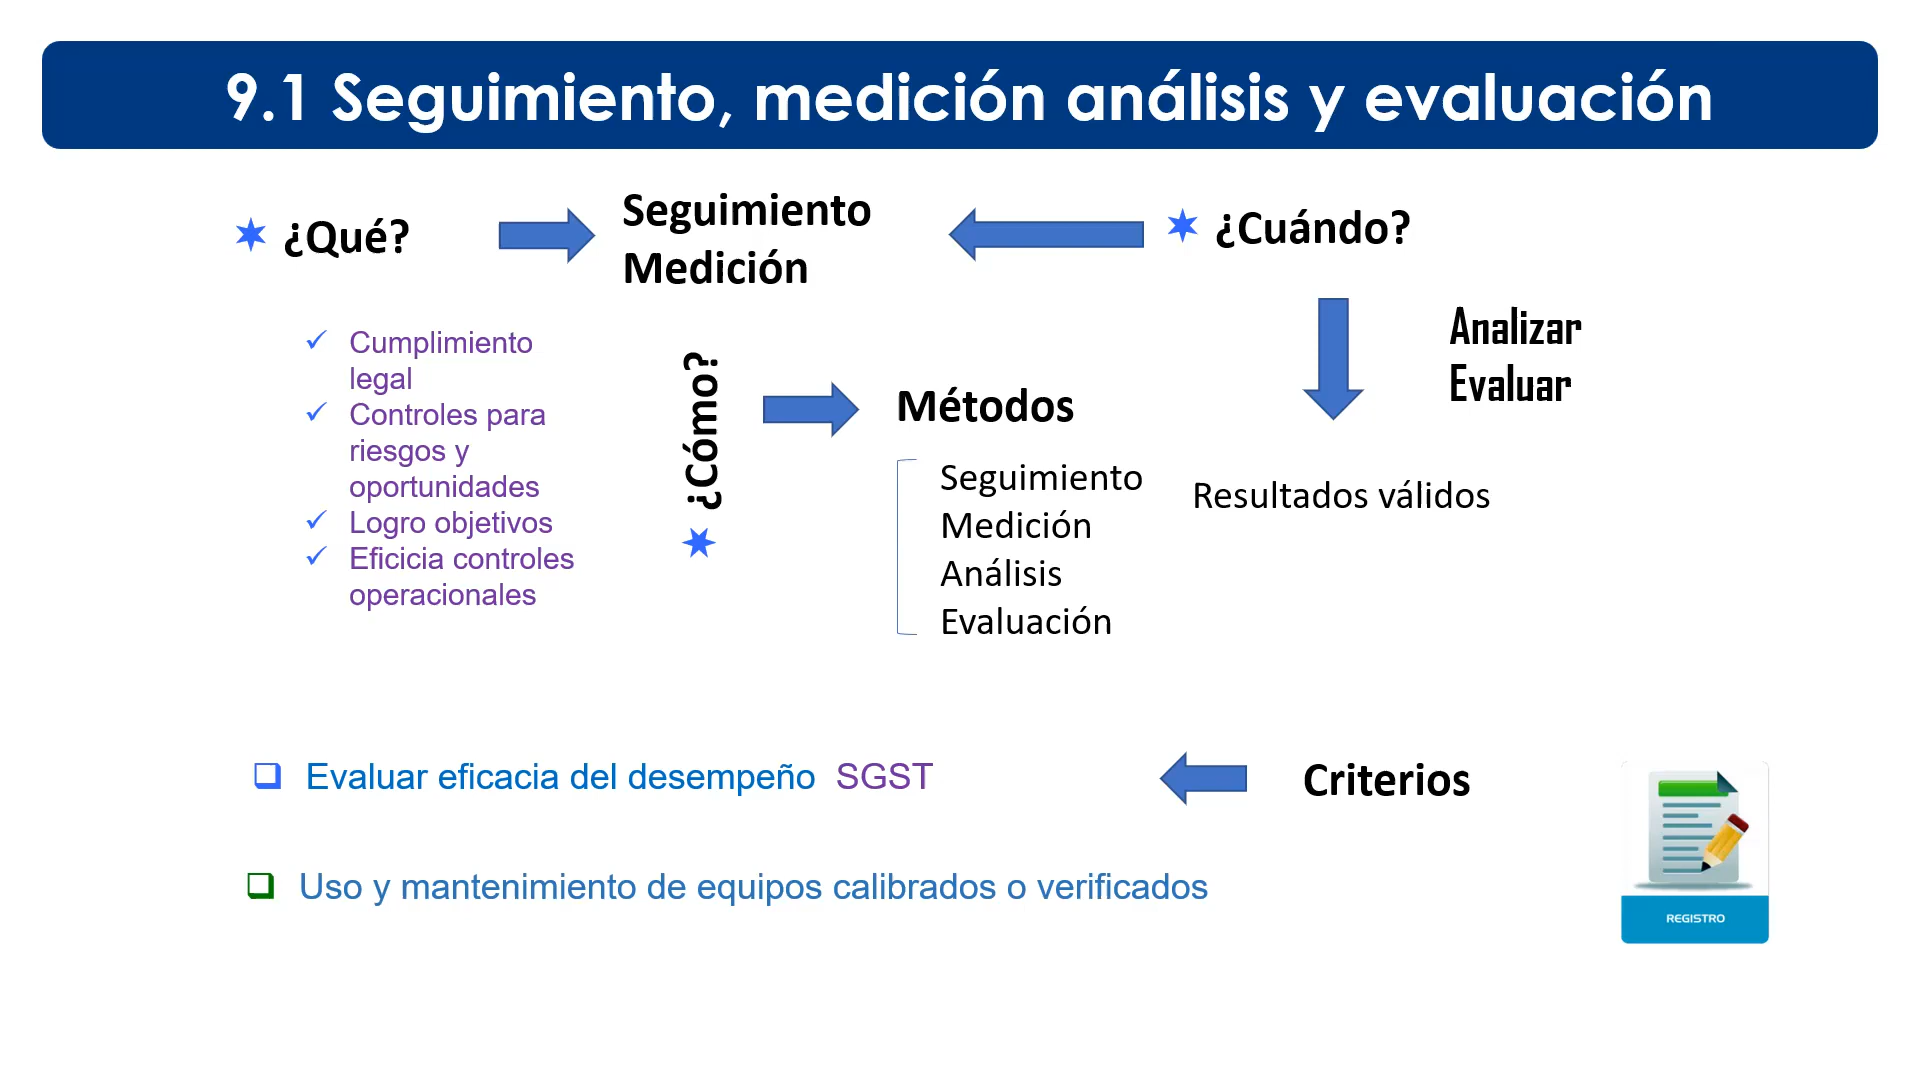 9.1 Seguimiento, medición análisis y evaluación
¿Qué?
Seguimiento
Medición
¿Cuándo?
Analizar
Evaluar
Cumplimiento
legal
Controles para
riesgos y
oportunidades
Logro objetivos
Eficicia controles
operacionales
¿Cómo?
Métodos
Seguimiento
Medición
Análisis
Evaluación
Resultados válidos
Evaluar eficacia del desempeño SGST
Criterios
Uso y mantenimiento de equipos calibrados o verificados
REGISTRO